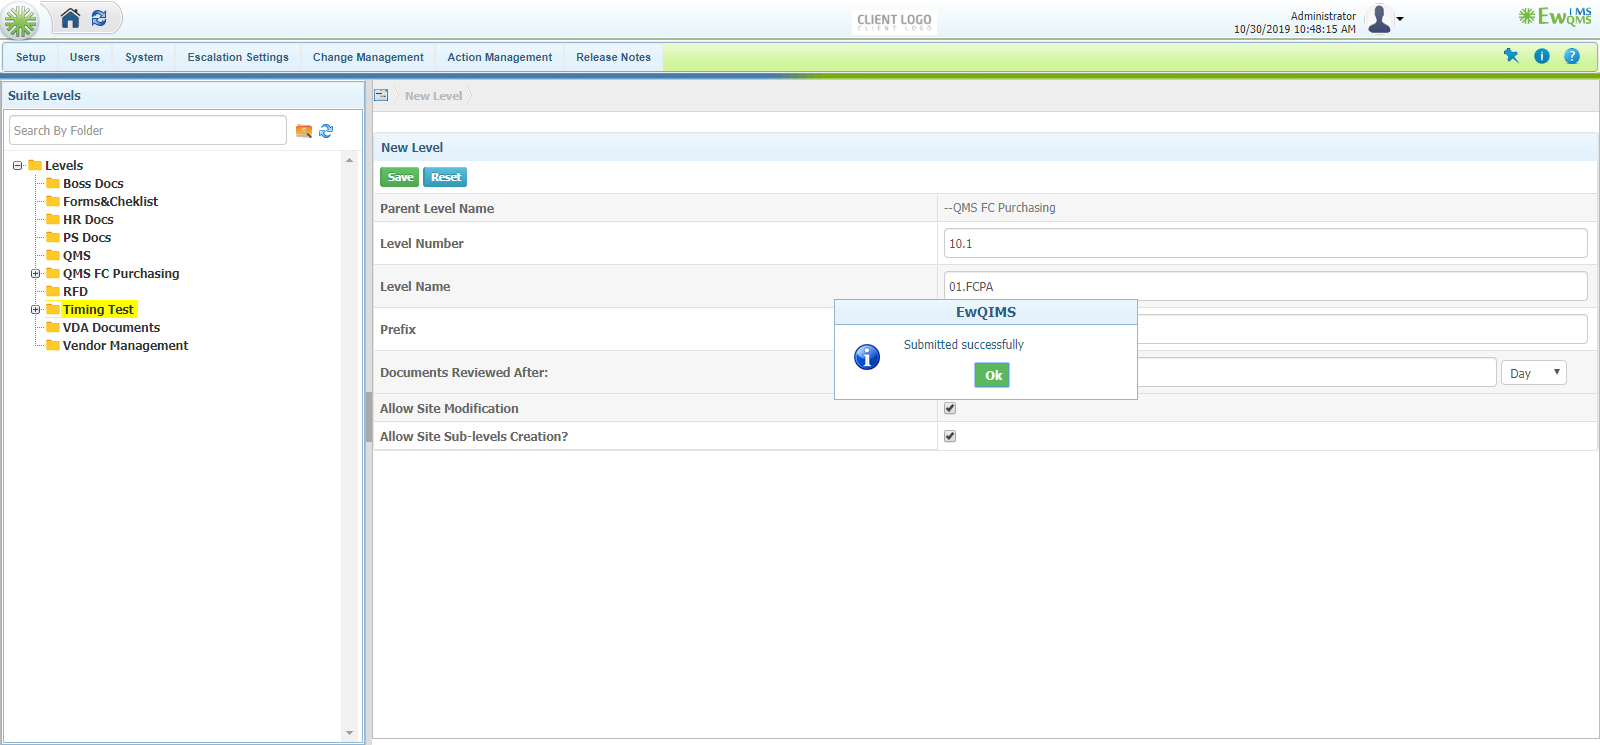 CLIENT LOGO
CLIENT LOGO
Administrator
10/30/2019 10:48:15 AM
EwQMS
IMS
Setup
Users
System
Escalation Settings
Change Management
Action Management
Release Notes
Suite Levels
New Level
Search By Folder
Levels
Boss Docs
Forms&Cheklist
HR Docs
PS Docs
QMS
QMS FC Purchasing
RFD
Timing Test
VDA Documents
Vendor Management
New Level
Save
Reset
Parent Level Name
--QMS FC Purchasing
Level Number
10.1
Level Name
01.FCPA
Prefix
Documents Reviewed After:
Day
Allow Site Modification
Allow Site Sub-levels Creation?
EwQIMS
Submitted successfully
Ok